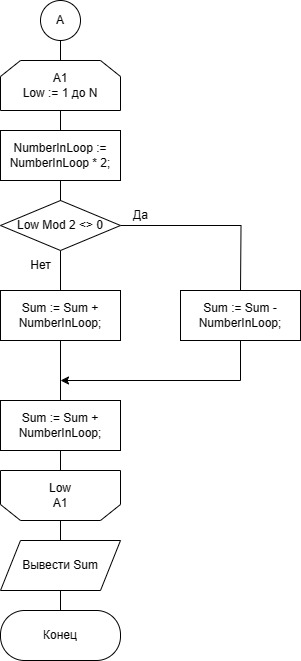 A
A1
Low := 1 до N
NumberInLoop :=
NumberInLoop * 2;
Low Mod 2 <> 0
Да
Нет
Sum := Sum +
NumberInLoop;
Sum := Sum -
NumberInLoop;
Sum := Sum +
NumberInLoop;
Low
A1
Вывести Sum
Конец